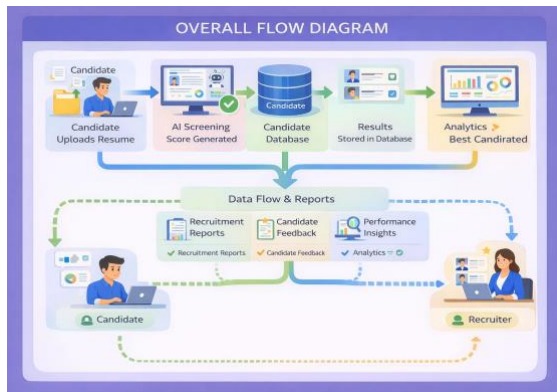 OVERALL FLOW DIAGRAM
Candidate
Candidate
Uploads Resume
AI Screening
Score Generated
Candidate
Candidate
Database
Results
Stored in Database
Analytics
Best Candirated
Data Flow & Reports
Recruitment
Reports
Candidate
Feedback
Performance
Insights
✓ Recruitment Reports
✓ Candidate Feedback
✓ Analytics
Candidate
Recruiter